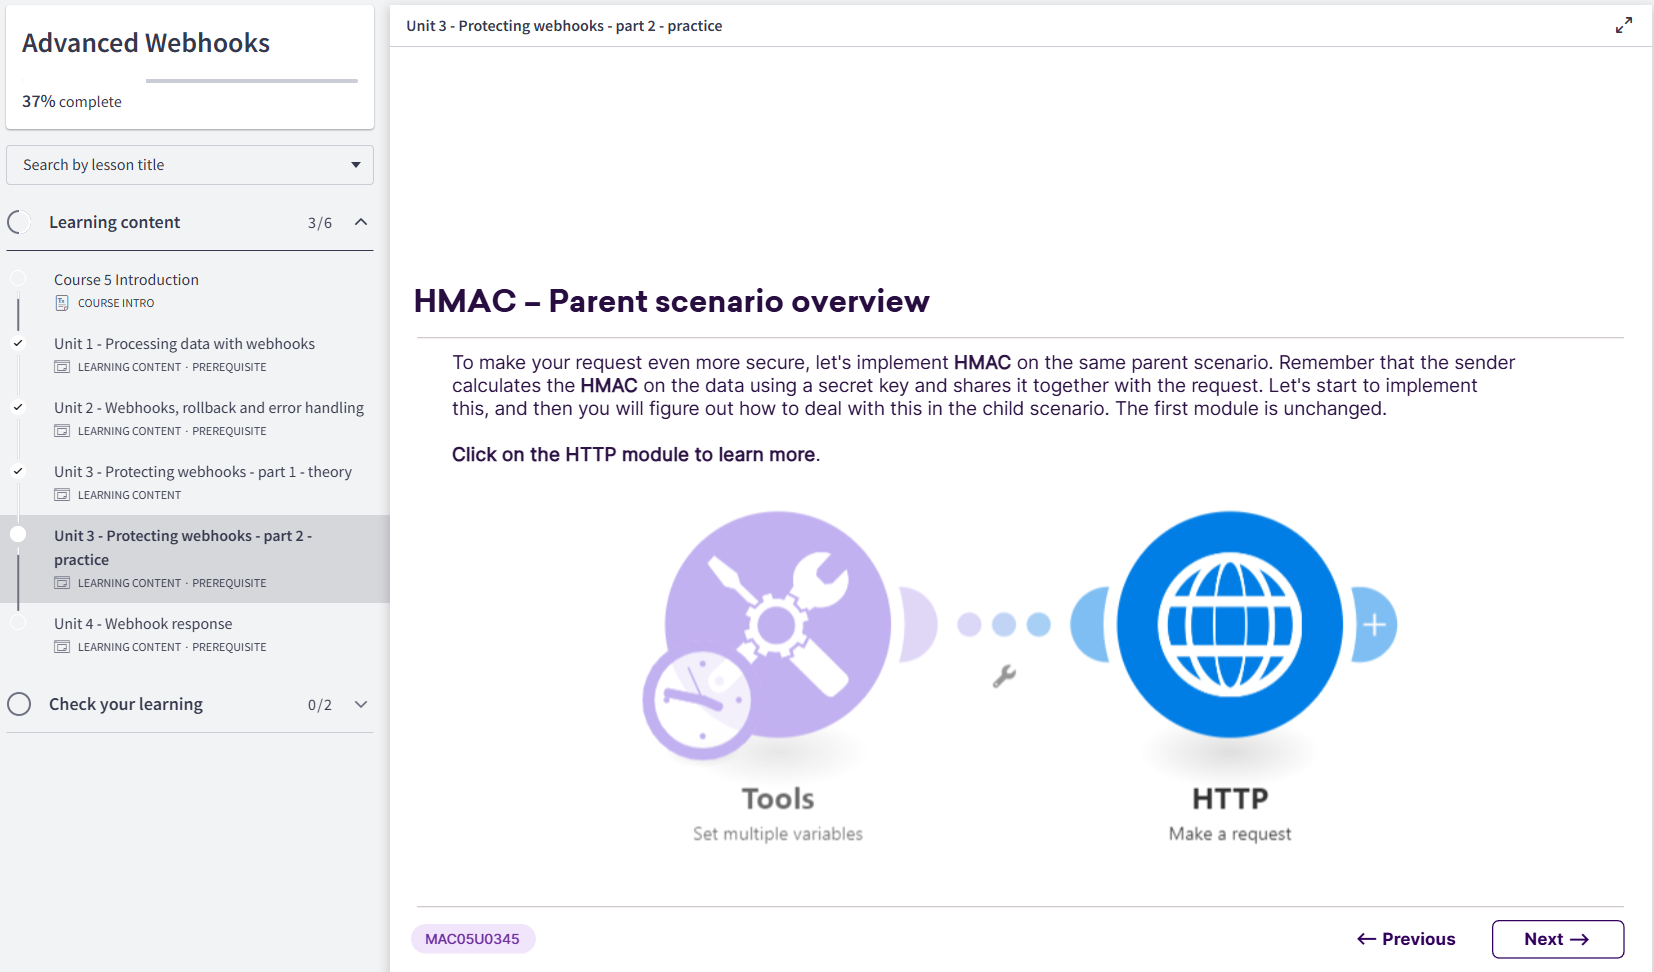 Advanced Webhooks
37% complete
Search by lesson title
Learning content 3/6
Course 5 Introduction
COURSE INTRO
Unit 1 - Processing data with webhooks
LEARNING CONTENT · PREREQUISITE
Unit 2 - Webhooks, rollback and error handling
LEARNING CONTENT · PREREQUISITE
Unit 3 - Protecting webhooks - part 1 - theory
LEARNING CONTENT
Unit 3 - Protecting webhooks - part 2 -
practice
LEARNING CONTENT · PREREQUISITE
Unit 4 - Webhook response
LEARNING CONTENT · PREREQUISITE
Check your learning 0/2
Unit 3 - Protecting webhooks - part 2 - practice
HMAC – Parent scenario overview
To make your request even more secure, let's implement HMAC on the same parent scenario. Remember that the sender
calculates the HMAC on the data using a secret key and shares it together with the request. Let's start to implement
this, and then you will figure out how to deal with this in the child scenario. The first module is unchanged.
Click on the HTTP module to learn more.
Tools
Set multiple variables
HTTP
Make a request
MAC05U0345
← Previous
Next →